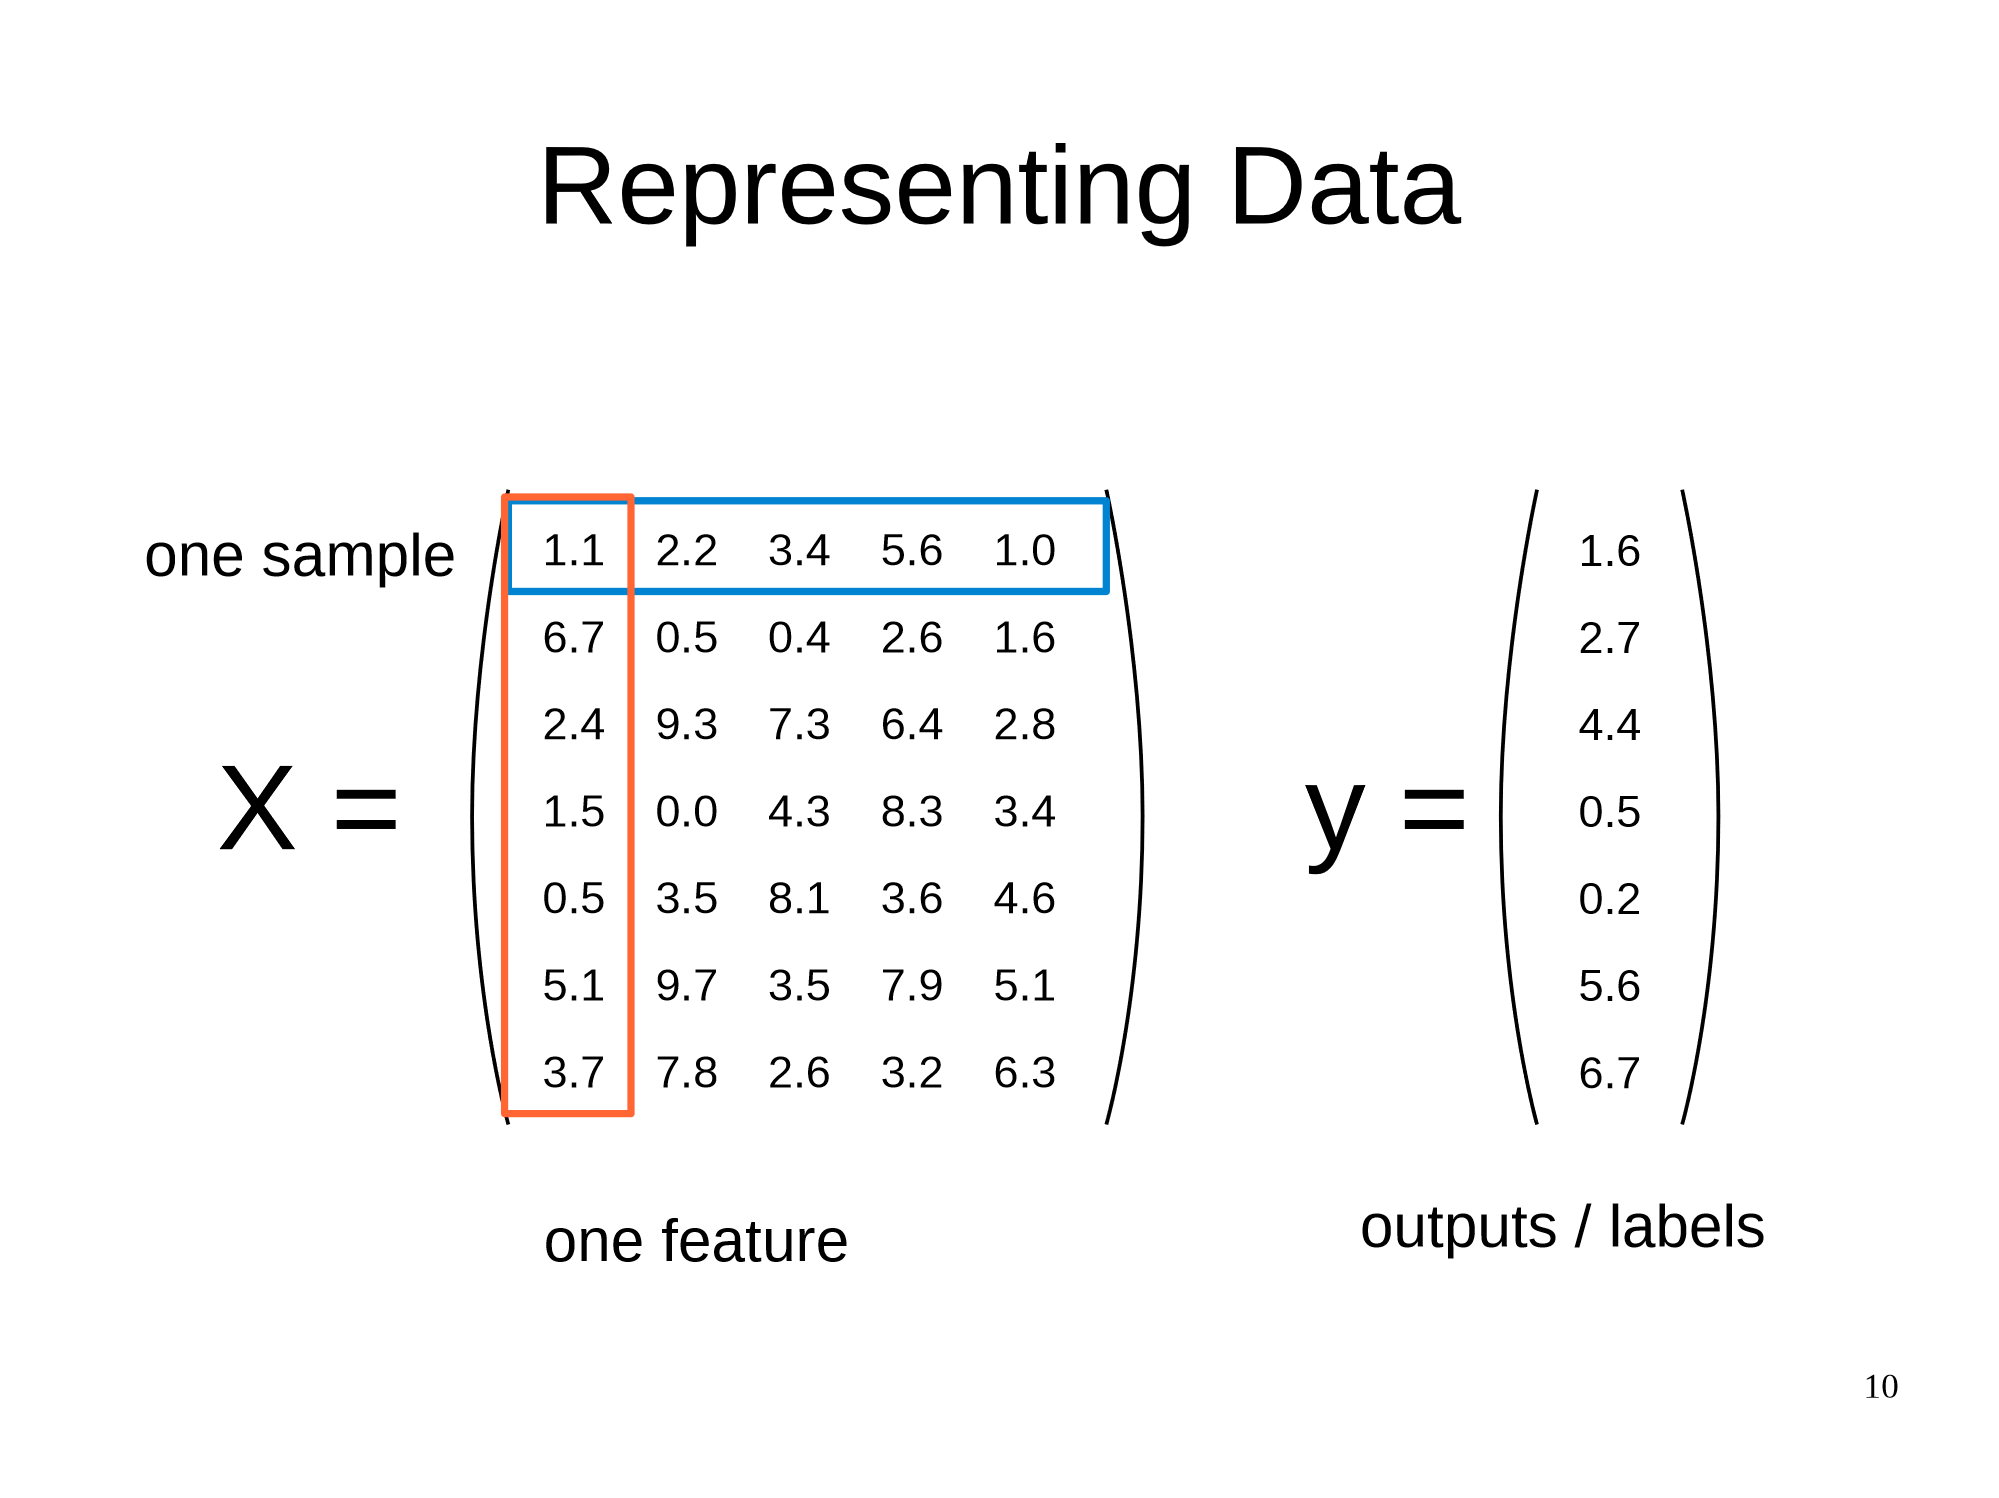 Representing Data
one sample
1.1 2.2 3.4 5.6 1.0
6.7 0.5 0.4 2.6 1.6
2.4 9.3 7.3 6.4 2.8
1.5 0.0 4.3 8.3 3.4
0.5 3.5 8.1 3.6 4.6
5.1 9.7 3.5 7.9 5.1
3.7 7.8 2.6 3.2 6.3
X =
one feature
y =
1.6
2.7
4.4
0.5
0.2
5.6
6.7
outputs / labels
10